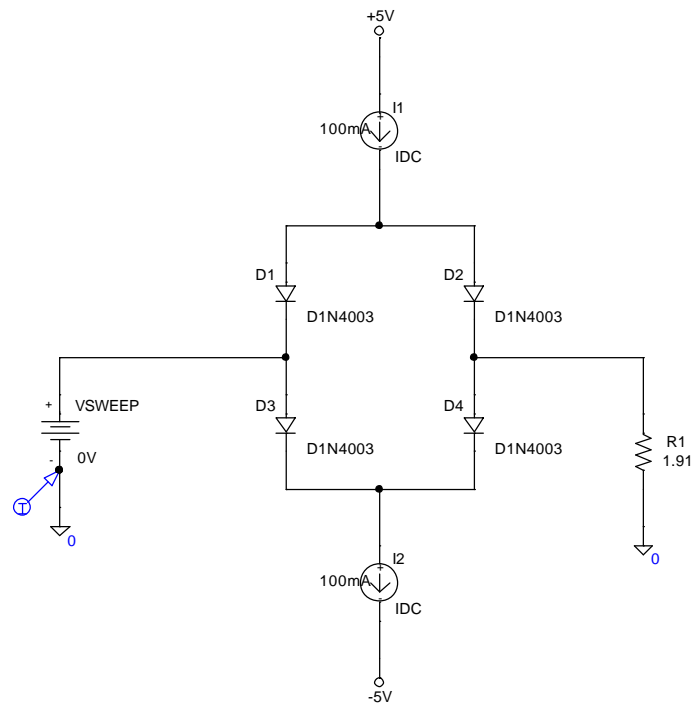 +5V
I1
+
100mA
-
IDC
D1
D2
D1N4003
D1N4003
+
VSWEEP
D3
D4
-
0V
D1N4003
D1N4003
R1
1.91
I
0
0
I2
+
100mA
-
IDC
-5V